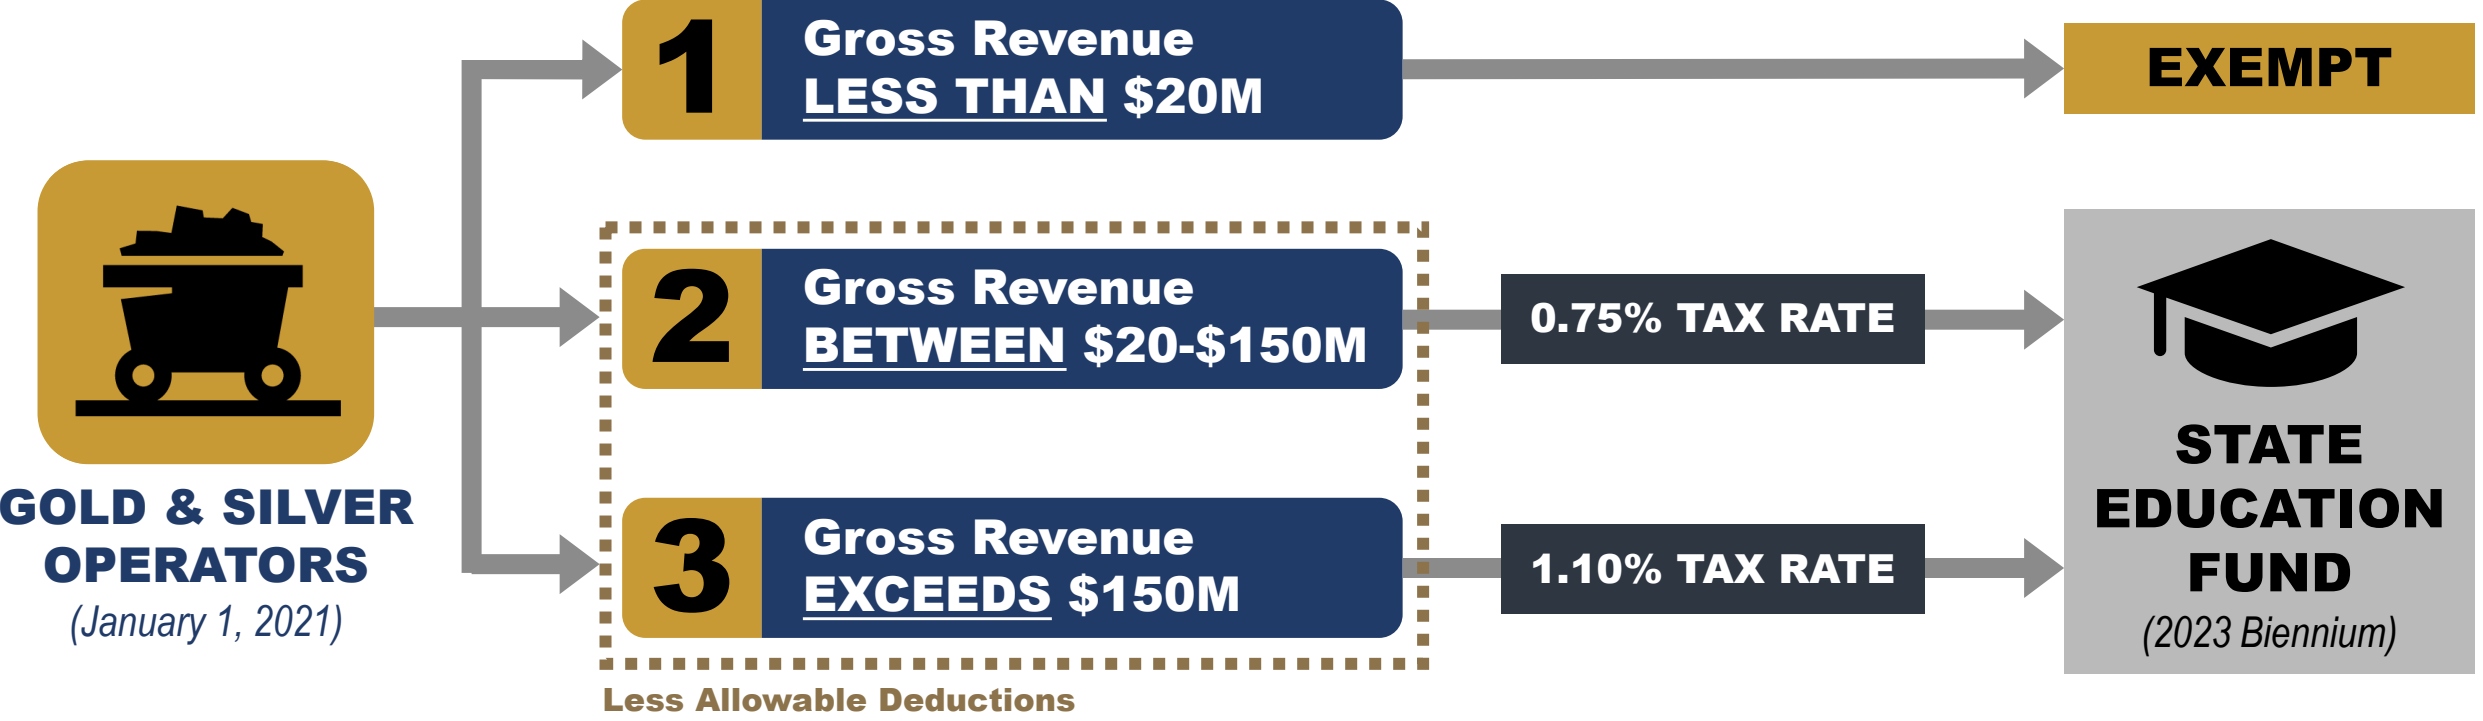 GOLD & SILVER
OPERATORS
(January 1, 2021)
1
Gross Revenue
LESS THAN $20M
EXEMPT
2
Gross Revenue
BETWEEN $20-$150M
0.75% TAX RATE
3
Gross Revenue
EXCEEDS $150M
1.10% TAX RATE
Less Allowable Deductions
STATE
EDUCATION
FUND
(2023 Biennium)